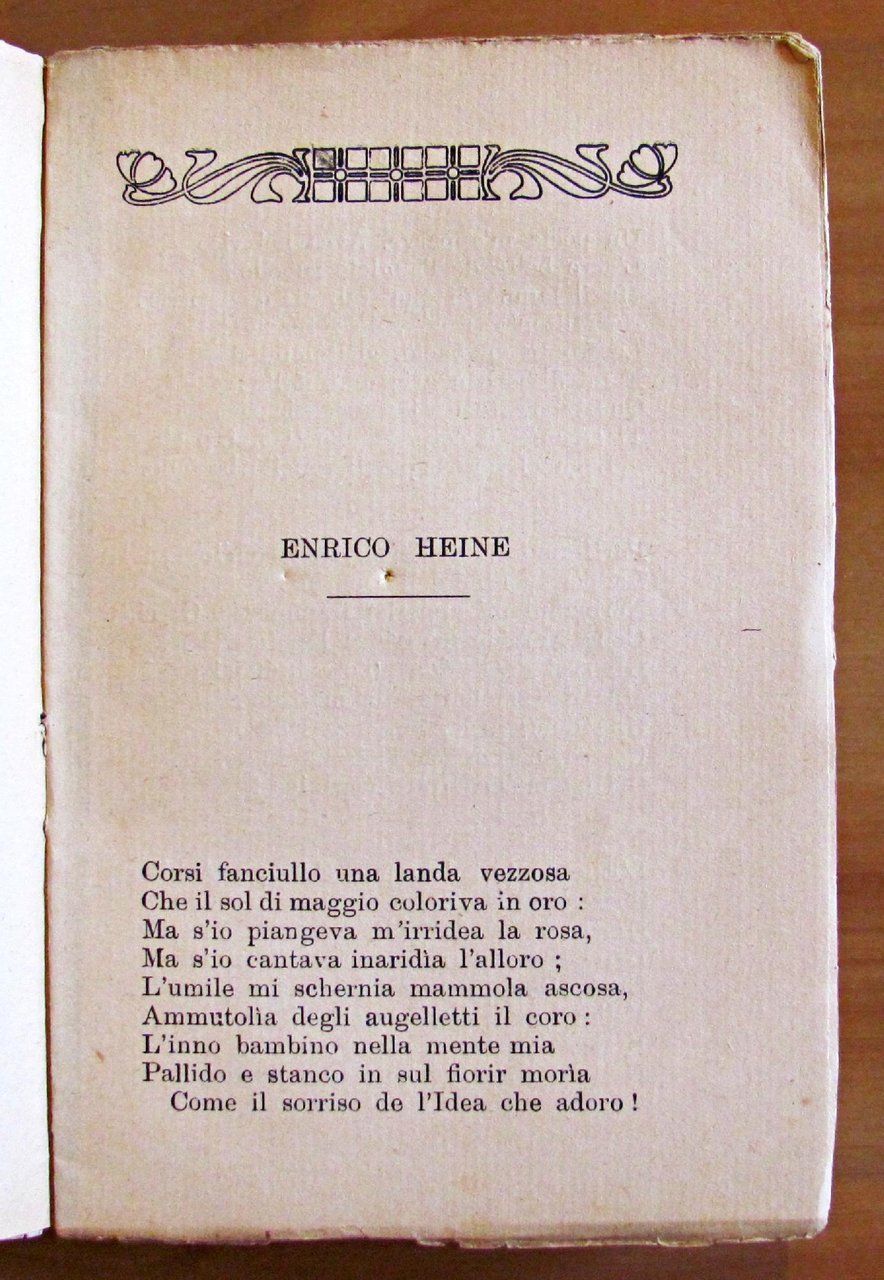 ENRICO HEINE
Corsi fanciullo una landa vezzosa
Che il sol di maggio coloriva in oro :
Ma s'io piangeva m'irridea la rosa,
Ma s'io cantava inaridìa l'alloro ;
L'umile mi schernia mammola ascosa,
Ammutolìa degli augelletti il coro :
L'inno bambino nella mente mia
Pallido e stanco in sul fiorir morìa
Come il sorriso de l'Idea che adoro !